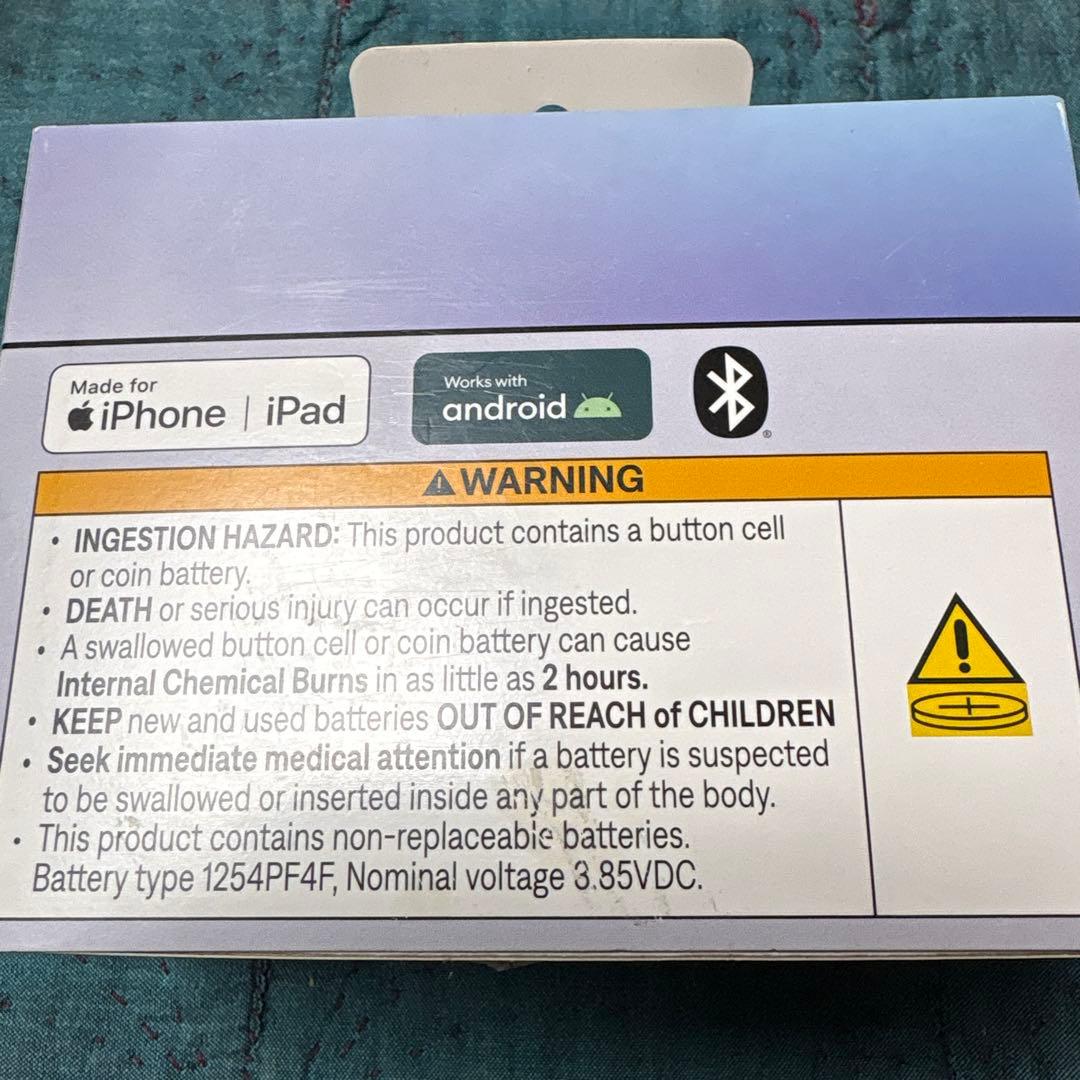 Made for
iPhone | iPad
Works with
android
®
WARNING
• INGESTION HAZARD: This product contains a button cell
or coin battery.
• DEATH or serious injury can occur if ingested.
• A swallowed button cell or coin battery can cause
Internal Chemical Burns in as little as 2 hours.
• KEEP new and used batteries OUT OF REACH of CHILDREN
• Seek immediate medical attention if a battery is suspected
to be swallowed or inserted inside any part of the body.
• This product contains non-replaceable batteries.
Battery type 1254PF4F, Nominal voltage 3.85VDC.